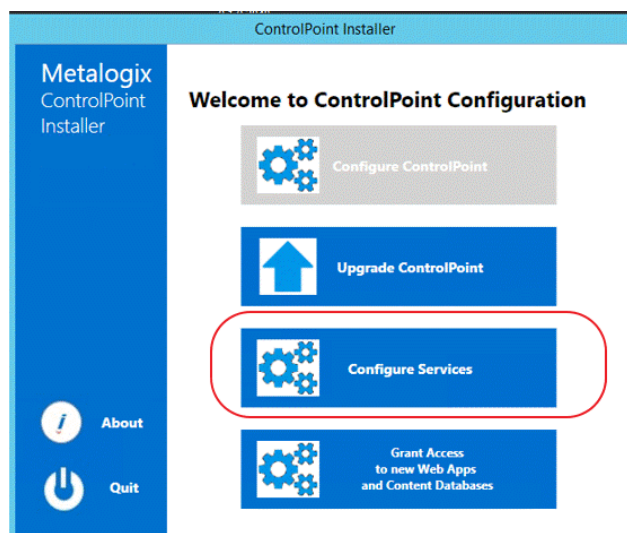 ControlPoint Installer
Metalogix
ControlPoint
Installer
Welcome to ControlPoint Configuration
Configure ControlPoint
Upgrade ControlPoint
Configure Services
Grant Access
to new Web Apps
and Content Databases
About
Quit